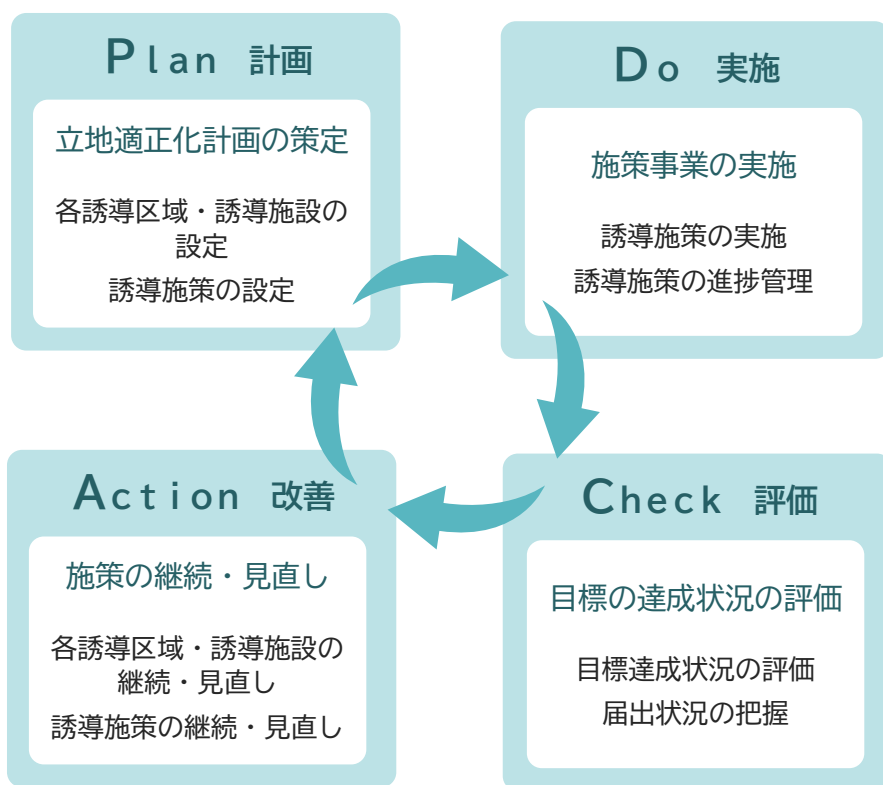 Plan 計画
立地適正化計画の策定
各誘導区域・誘導施設の
設定
誘導施策の設定
Do 実施
施策事業の実施
誘導施策の実施
誘導施策の進捗管理
Action 改善
施策の継続・見直し
各誘導区域・誘導施設の
継続・見直し
誘導施策の継続・見直し
Check 評価
目標の達成状況の評価
目標達成状況の評価
届出状況の把握